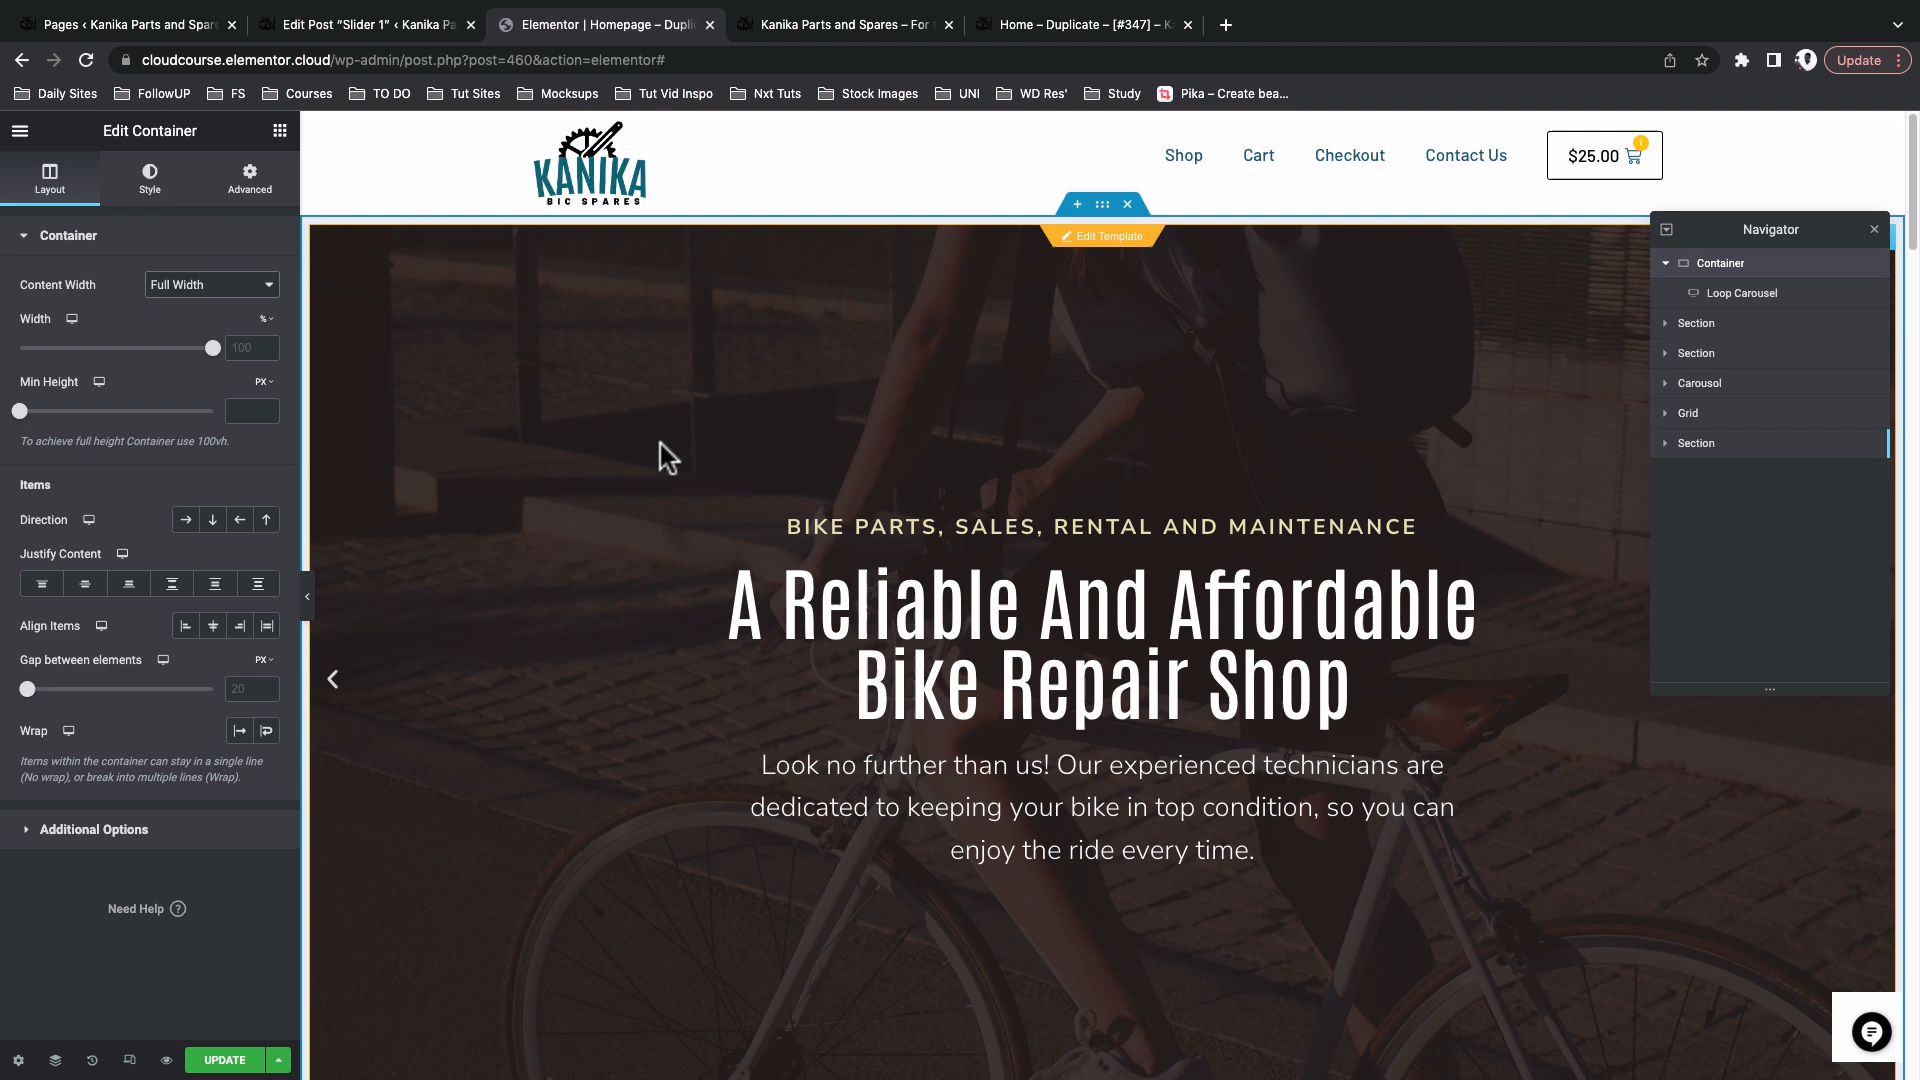 Pages ‹ Kanika Parts and Spare
Edit Post "Slider 1" ‹ Kanika Pa
Elementor | Homepage – Duplic
Kanika Parts and Spares – For
Home – Duplicate – [#347] – K
cloudcourse.elementor.cloud/wp-admin/post.php?post=460&action=elementor#
Update
Daily Sites
FollowUP
FS
Courses
TO DO
Tut Sites
Mocksups
Tut Vid Inspo
Nxt Tuts
Stock Images
UNI
WD Res'
Study
Pika – Create bea...
Edit Container
Layout
Style
Advanced
Container
Content Width
Full Width
Width
%
100
Min Height
PX
To achieve full height Container use 100vh.
Items
Direction
Justify Content
Align Items
Gap between elements
PX
20
Wrap
Items within the container can stay in a single line
(No wrap), or break into multiple lines (Wrap).
Additional Options
Need Help ?
UPDATE
KANIKA
BIC SPARES
Shop
Cart
Checkout
Contact Us
$25.00
1
Edit Template
BIKE PARTS, SALES, RENTAL AND MAINTENANCE
A Reliable And Affordable
Bike Repair Shop
Look no further than us! Our experienced technicians are
dedicated to keeping your bike in top condition, so you can
enjoy the ride every time.
Navigator
Container
Loop Carousel
Section
Section
Carousol
Grid
Section